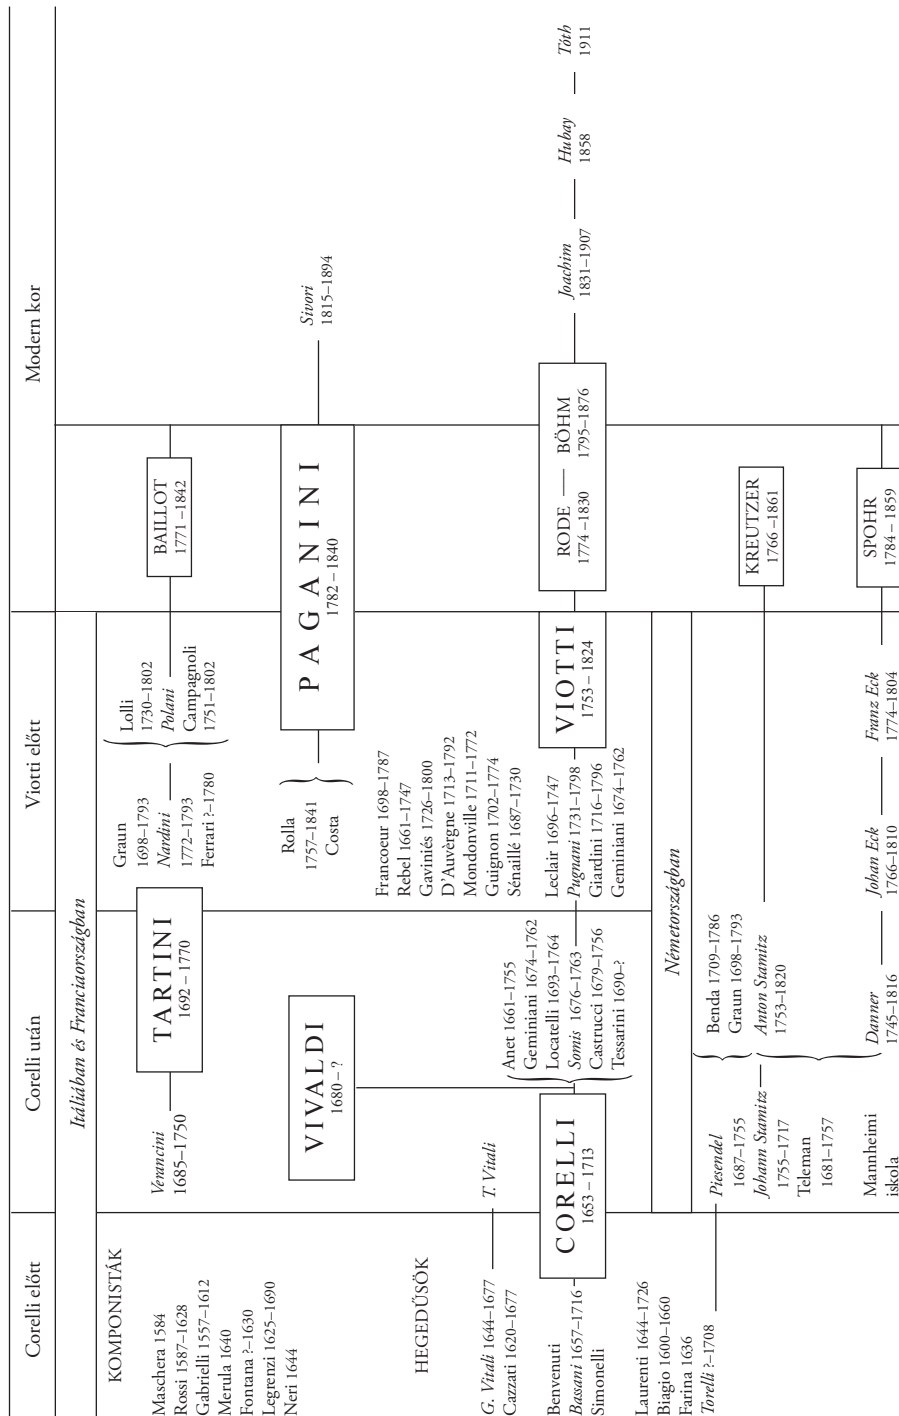 Corelli előtt
Corelli után
Viotti előtt
Modern kor
Itáliában és Franciaországban
KOMPONISTÁK
Maschera 1584
Rossi 1587–1628
Gabrielli 1557–1612
Merula 1640
Fontana ?–1630
Legrenzi 1625–1690
Neri 1644
Verancini
1685–1750
TARTINI
1692 – 1770
Graun
1698–1793
Nardini
1772–1793
Ferrari ?–1780
Lolli
1730–1802
Polani
Campagnoli
1751–1802
BAILLOT
1771 –1842
VIVALDI
1680 – ?
Rolla
1757–1841
Costa
PAGANINI
1782 – 1840
Sivori
1815–1894
HEGEDŰSÖK
G. Vitali 1644–1677
Cazzati 1620–1677
T. Vitali
Benvenuti
Bassani 1657–1716
Simonelli
CORELLI
1653 – 1713
Anet 1661–1755
Geminiani 1674–1762
Locatelli 1693–1764
Somis 1676–1763
Castrucci 1679–1756
Tessarini 1690–?
Francoeur 1698–1787
Rebel 1661–1747
Gaviniés 1726–1800
D'Auvèrgne 1713–1792
Mondonville 1711–1772
Guignon 1702–1774
Sénaillé 1687–1730
Leclair 1696–1747
Pugnani 1731–1798
Giardini 1716–1796
Geminiani 1674–1762
VIOTTI
1753 – 1824
RODE
1774 –1830
BÖHM
1795–1876
Joachim
1831–1907
Hubay
1858
Tóth
1911
Németországban
Laurenti 1644–1726
Biagio 1600–1660
Farina 1636
Torelli ?–1708
Piesendel
1687–1755
Johann Stamitz
1755–1717
Teleman
1681–1757
Mannheimi
iskola
Benda 1709–1786
Graun 1698–1793
Anton Stamitz
1753–1820
Danner
1745–1816
Johan Eck
1766–1810
Franz Eck
1774–1804
KREUTZER
1766 –1861
SPOHR
1784 – 1859